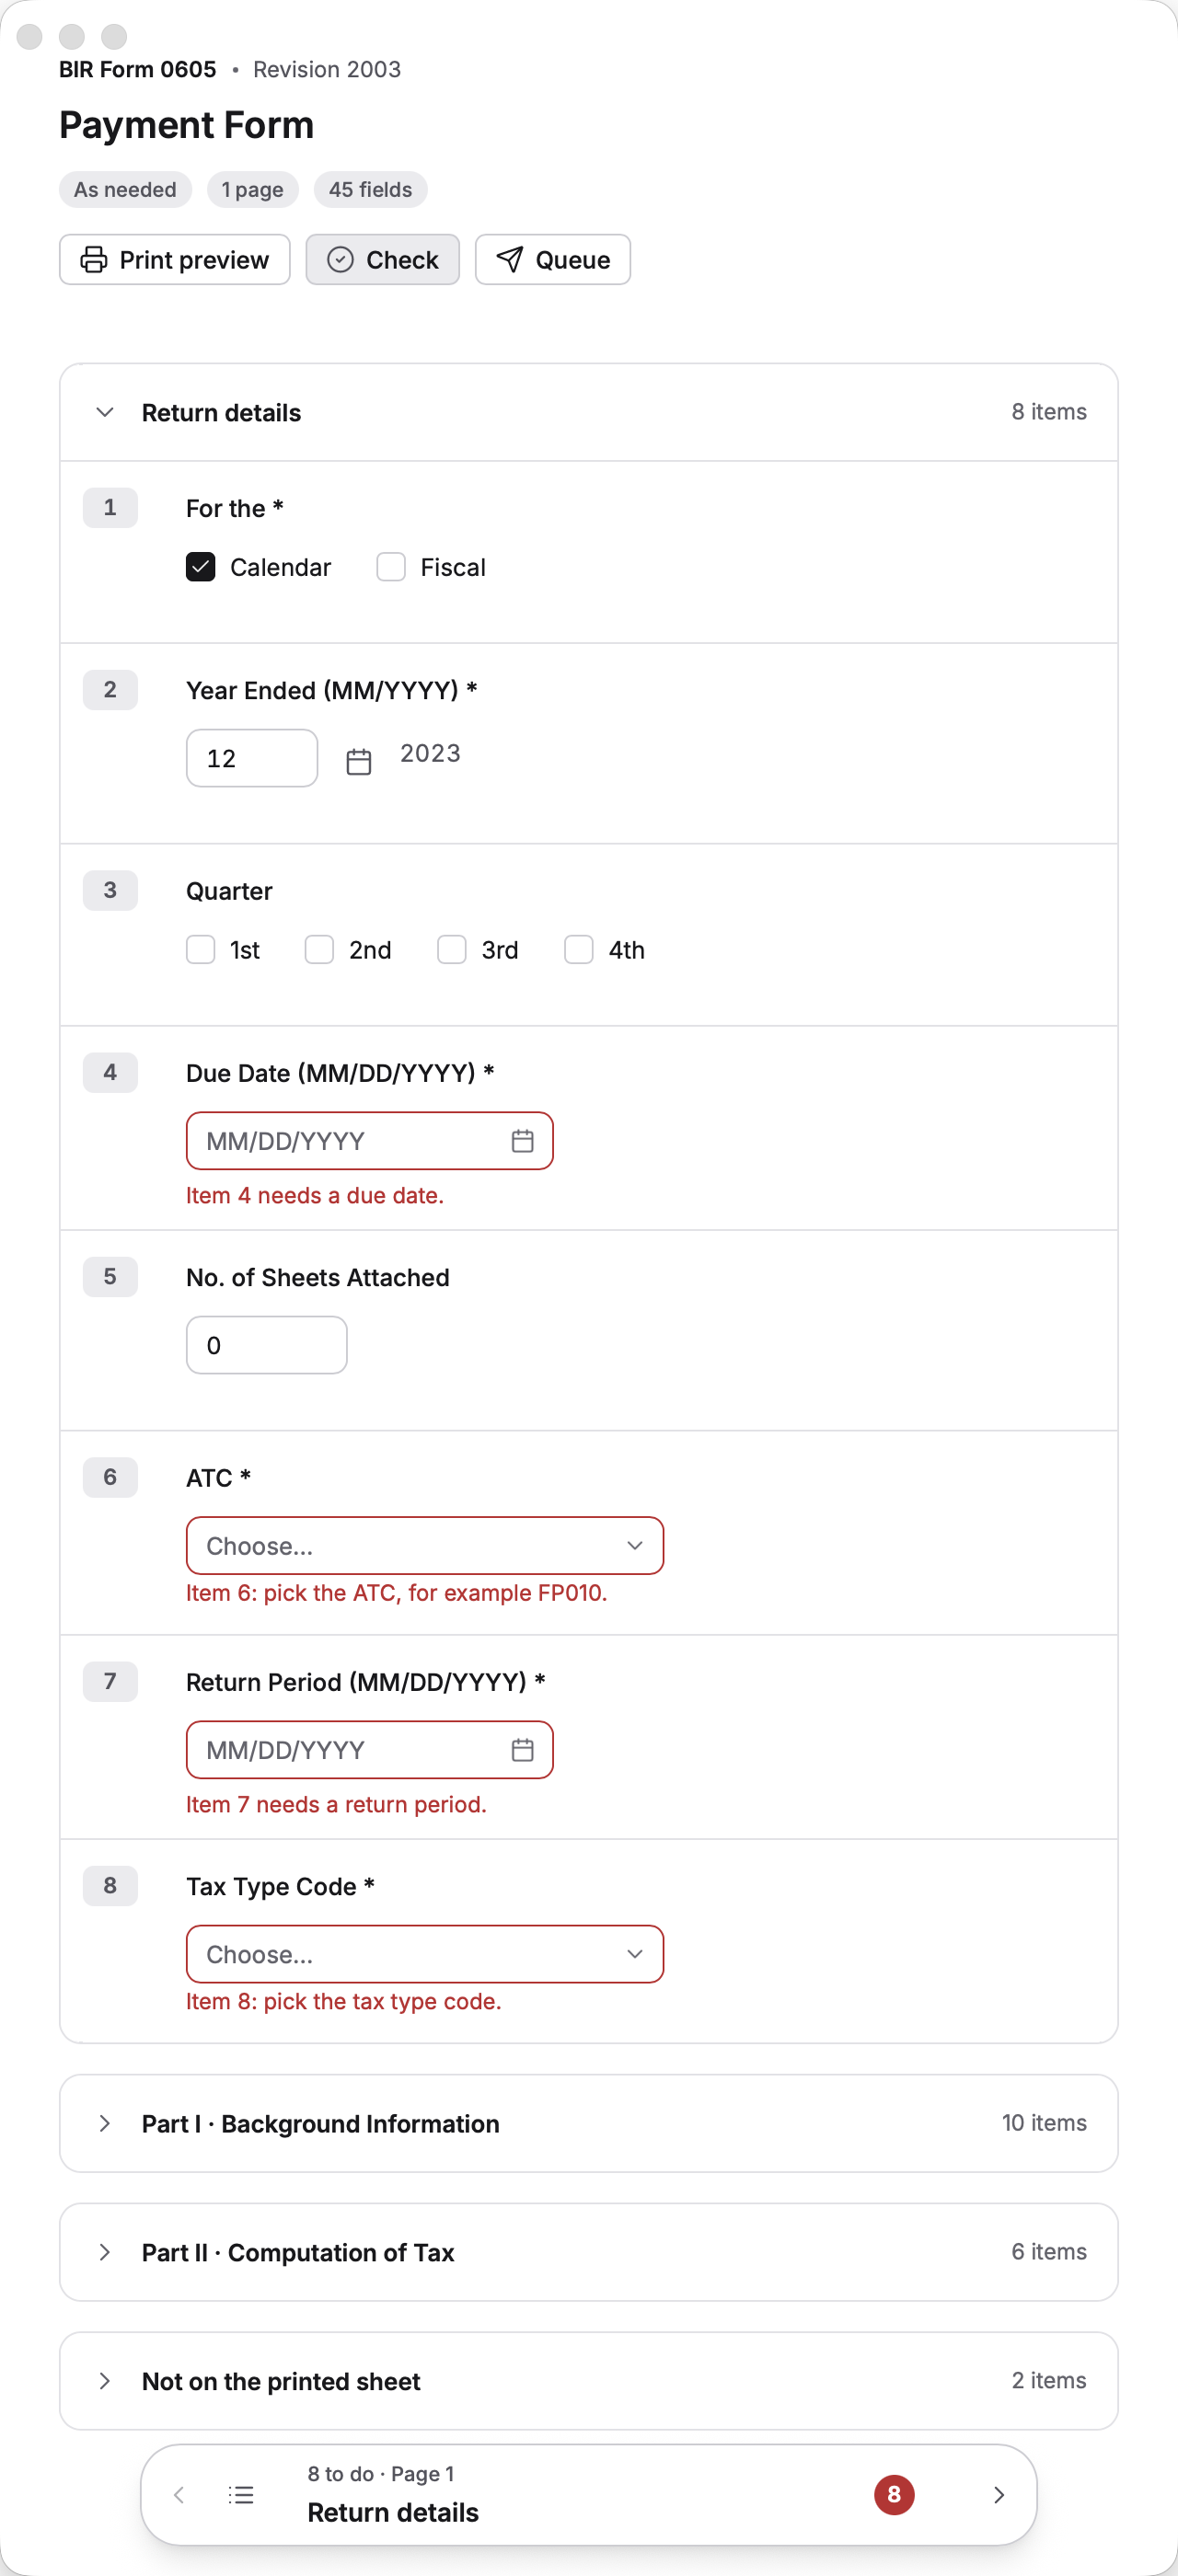 BIR Form 0605 • Revision 2003
Payment Form
As needed 1 page 45 fields
Print preview Check Queue
Return details 8 items
1 For the *
Calendar Fiscal
2 Year Ended (MM/YYYY) *
12 2023
3 Quarter
1st 2nd 3rd 4th
4 Due Date (MM/DD/YYYY) *
MM/DD/YYYY
Item 4 needs a due date.
5 No. of Sheets Attached
0
6 ATC *
Choose...
Item 6: pick the ATC, for example FP010.
7 Return Period (MM/DD/YYYY) *
MM/DD/YYYY
Item 7 needs a return period.
8 Tax Type Code *
Choose...
Item 8: pick the tax type code.
Part I · Background Information 10 items
Part II · Computation of Tax 6 items
Not on the printed sheet 2 items
8 to do · Page 1
Return details 8